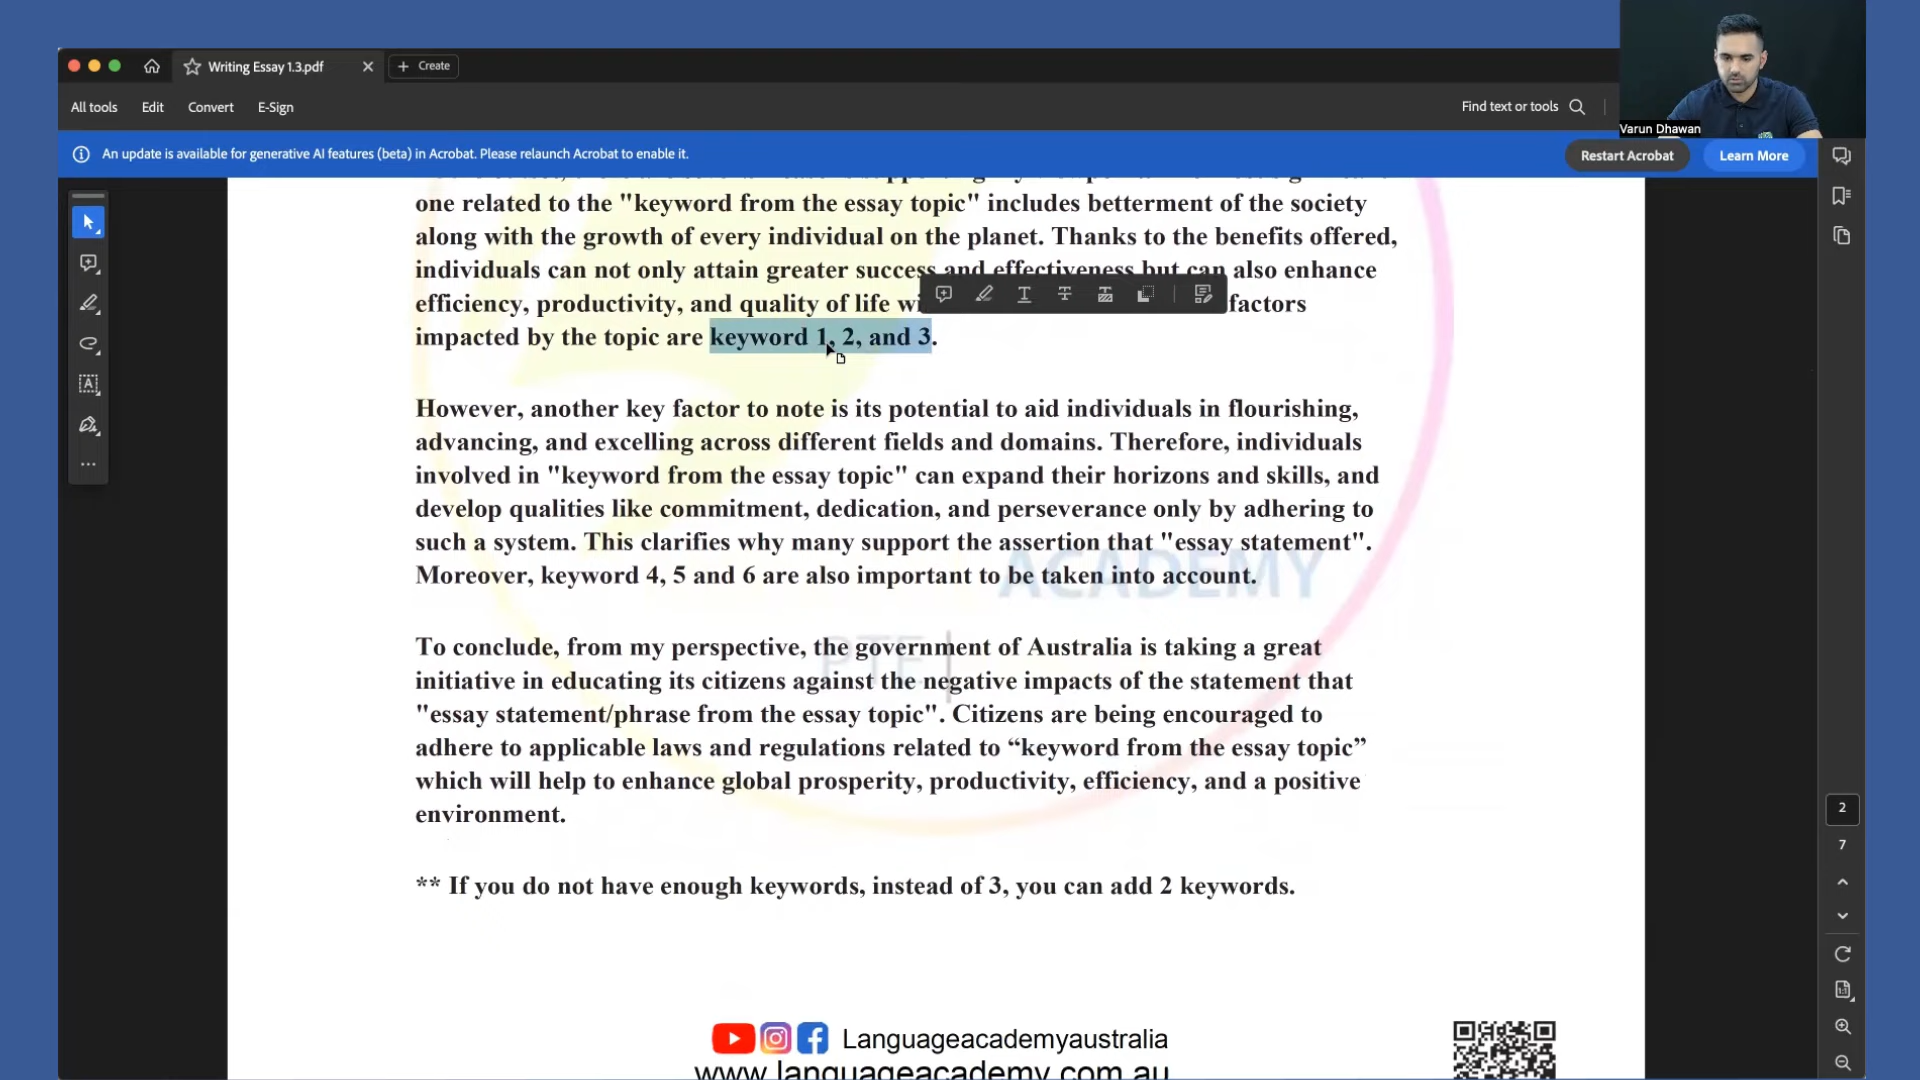 Writing Essay 1.3.pdf
Create
All tools
Edit
Convert
E-Sign
Find text or tools
Varun Dhawan
An update is available for generative AI features (beta) in Acrobat. Please relaunch Acrobat to enable it.
Restart Acrobat
Learn More
one related to the "keyword from the essay topic" includes betterment of the society
along with the growth of every individual on the planet. Thanks to the benefits offered,
individuals can not only attain greater success and effectiveness but can also enhance
efficiency, productivity, and quality of life
factors
impacted by the topic are keyword 1, 2, and 3.
However, another key factor to note is its potential to aid individuals in flourishing,
advancing, and excelling across different fields and domains. Therefore, individuals
involved in "keyword from the essay topic" can expand their horizons and skills, and
develop qualities like commitment, dedication, and perseverance only by adhering to
such a system. This clarifies why many support the assertion that "essay statement".
Moreover, keyword 4, 5 and 6 are also important to be taken into account.
ACADEMY
PTE |
To conclude, from my perspective, the government of Australia is taking a great
initiative in educating its citizens against the negative impacts of the statement that
"essay statement/phrase from the essay topic". Citizens are being encouraged to
adhere to applicable laws and regulations related to “keyword from the essay topic”
which will help to enhance global prosperity, productivity, efficiency, and a positive
environment.
** If you do not have enough keywords, instead of 3, you can add 2 keywords.
Languageacademyaustralia
www.languageacademy.com.au
2
7